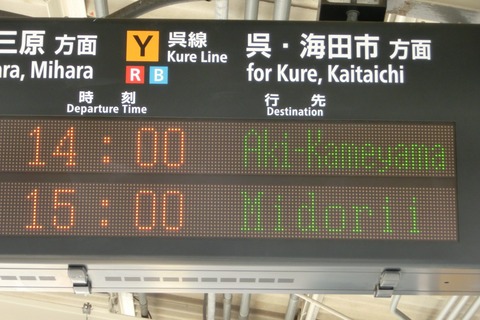 三原 方面
ara, Mihara
Y 呉線
Kure Line
R B
呉・海田市 方面
for Kure, Kaitaichi
時 刻
Departure Time
行 先
Destination
14:00 Aki-Kameyama
15:00 Midorii